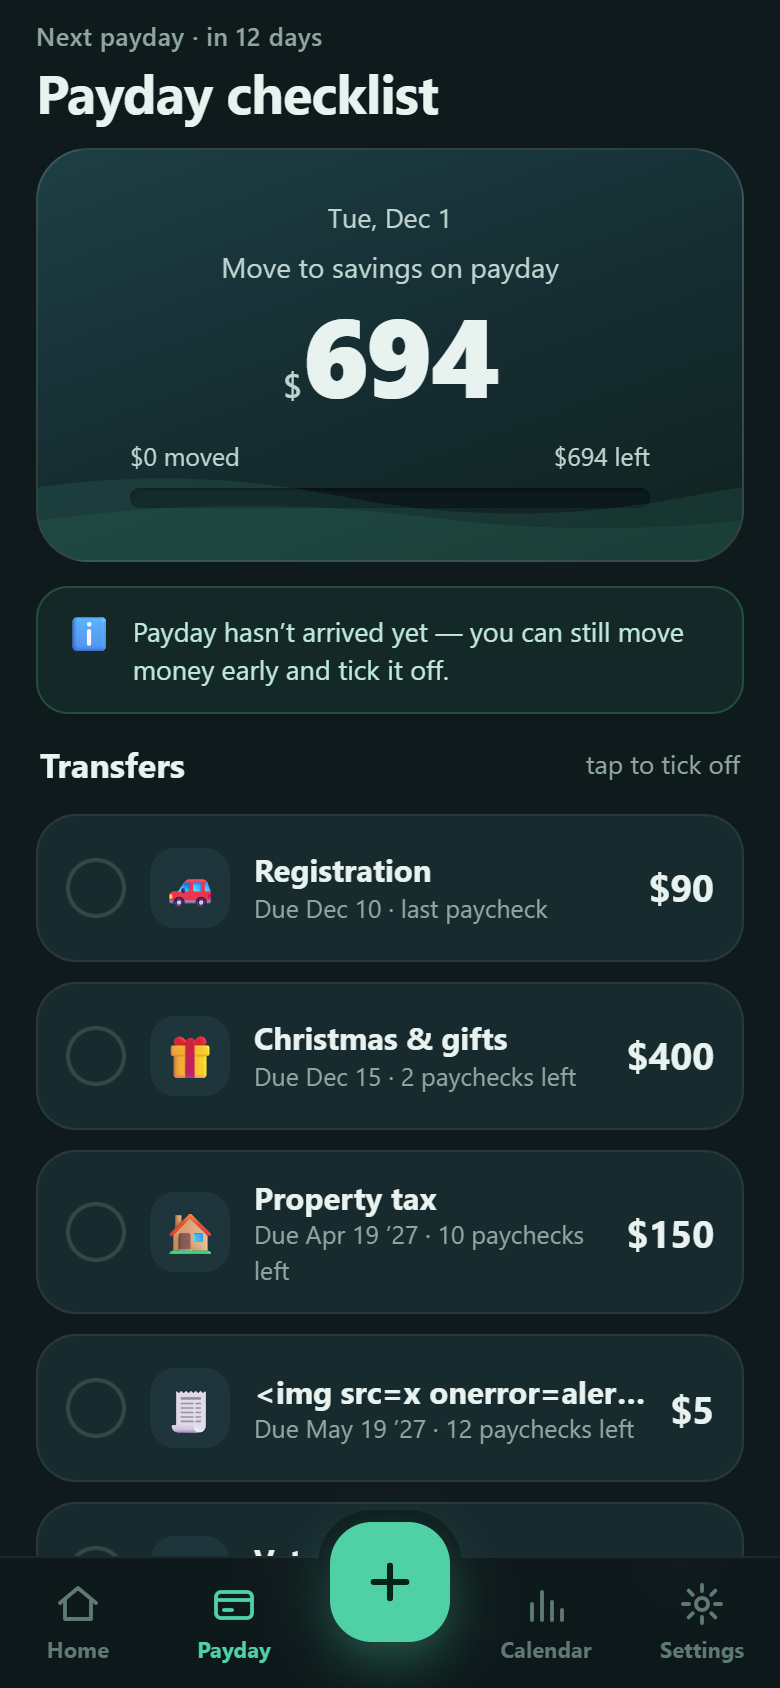 Next payday · in 12 days
Payday checklist
Tue, Dec 1
Move to savings on payday
$694
$0 moved
$694 left
Payday hasn’t arrived yet — you can still move
money early and tick it off.
Transfers
tap to tick off
Registration
Due Dec 10 · last paycheck
$90
Christmas & gifts
Due Dec 15 · 2 paychecks left
$400
Property tax
Due Apr 19 ’27 · 10 paychecks
left
$150
<img src=x onerror=aler…
Due May 19 ’27 · 12 paychecks left
$5
Home
Payday
Calendar
Settings